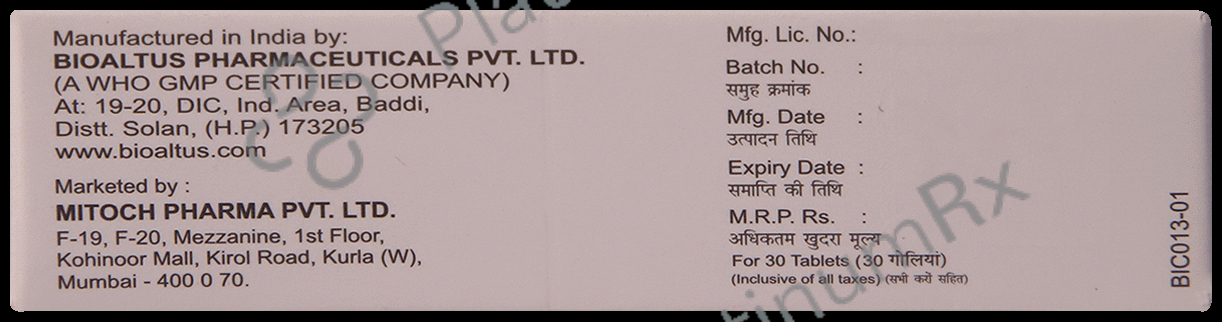 Manufactured in India by:
BIOALTUS PHARMACEUTICALS PVT. LTD.
(A WHO GMP CERTIFIED COMPANY)
At: 19-20, DIC, Ind. Area, Baddi,
Distt. Solan, (H.P.) 173205
www.bioaltus.com
Marketed by :
MITOCH PHARMA PVT. LTD.
F-19, F-20, Mezzanine, 1st Floor,
Kohinoor Mall, Kirol Road, Kurla (W),
Mumbai - 400 0 70.
Mfg. Lic. No.:
Batch No. :
समुह क्रमांक
Mfg. Date :
उत्पादन तिथि
Expiry Date :
समाप्ति की तिथि
M.R.P. Rs. :
अधिकतम खुदरा मूल्य
For 30 Tablets (30 गोलियां)
(Inclusive of all taxes) (सभी करों सहित)
BIC013-01